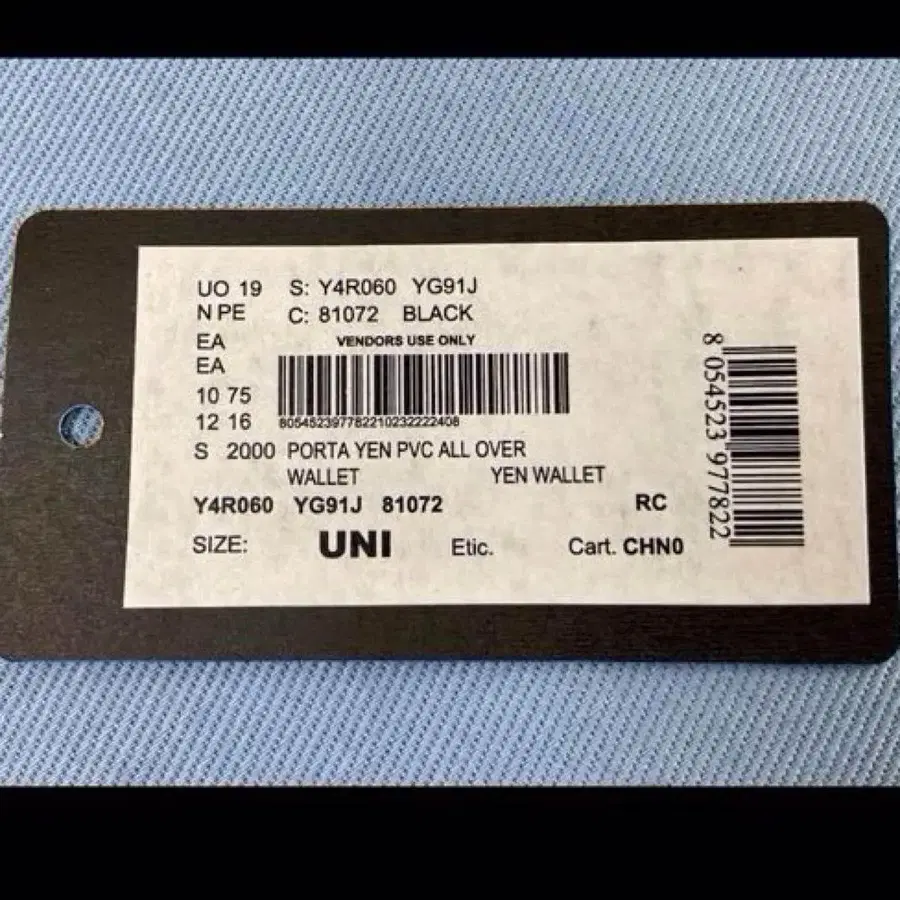 UO 19 S: Y4R060 YG91J
N PE C: 81072 BLACK
EA VENDORS USE ONLY
EA
10 75
12 16 805452397782210232222408
S 2000 PORTA YEN PVC ALL OVER
WALLET YEN WALLET
Y4R060 YG91J 81072 RC
SIZE: UNI Etic. Cart. CHN0
8 054523 977822